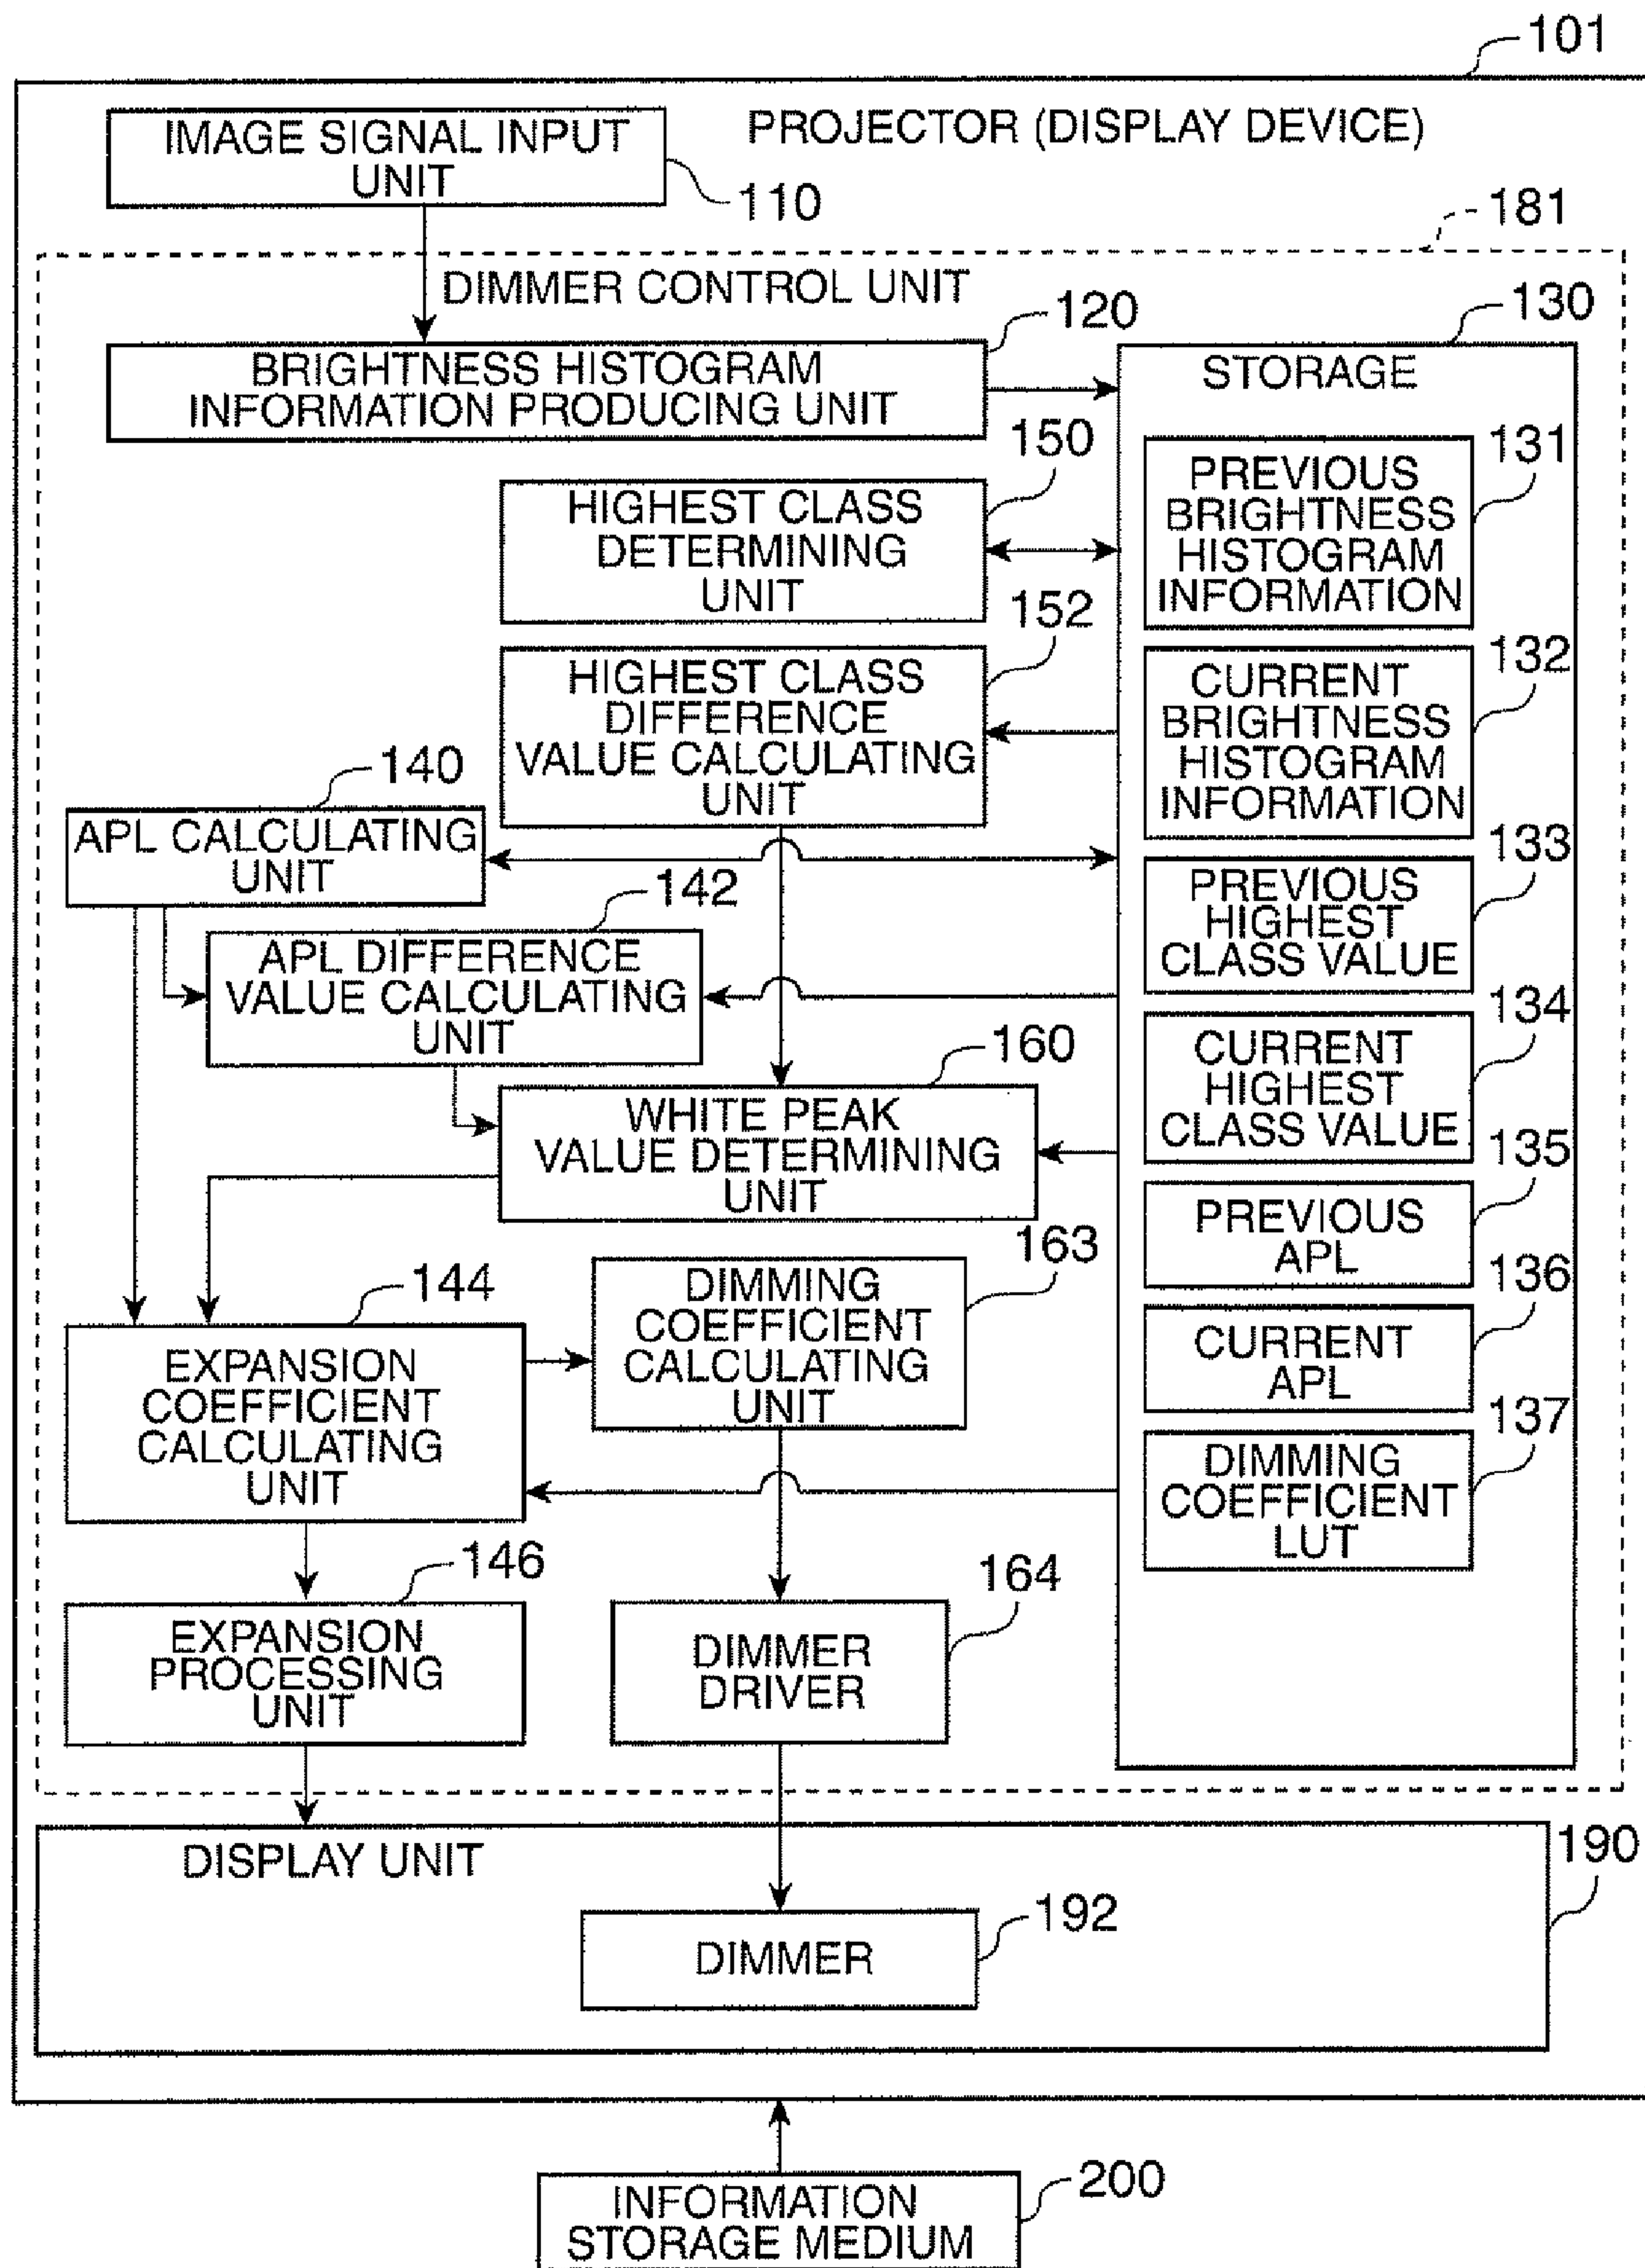 101
PROJECTOR (DISPLAY DEVICE)
IMAGE SIGNAL INPUT
UNIT
110
181
DIMMER CONTROL UNIT
120
BRIGHTNESS HISTOGRAM
INFORMATION PRODUCING UNIT
130
STORAGE
150
HIGHEST CLASS
DETERMINING
UNIT
131
PREVIOUS
BRIGHTNESS
HISTOGRAM
INFORMATION
152
HIGHEST CLASS
DIFFERENCE
VALUE CALCULATING
UNIT
132
CURRENT
BRIGHTNESS
HISTOGRAM
INFORMATION
140
APL CALCULATING
UNIT
133
PREVIOUS
HIGHEST
CLASS VALUE
142
APL DIFFERENCE
VALUE CALCULATING
UNIT
134
CURRENT
HIGHEST
CLASS VALUE
160
WHITE PEAK
VALUE DETERMINING
UNIT
135
PREVIOUS
APL
163
DIMMING
COEFFICIENT
CALCULATING
UNIT
136
CURRENT
APL
144
EXPANSION
COEFFICIENT
CALCULATING
UNIT
137
DIMMING
COEFFICIENT
LUT
146
EXPANSION
PROCESSING
UNIT
164
DIMMER
DRIVER
190
DISPLAY UNIT
192
DIMMER
200
INFORMATION
STORAGE MEDIUM